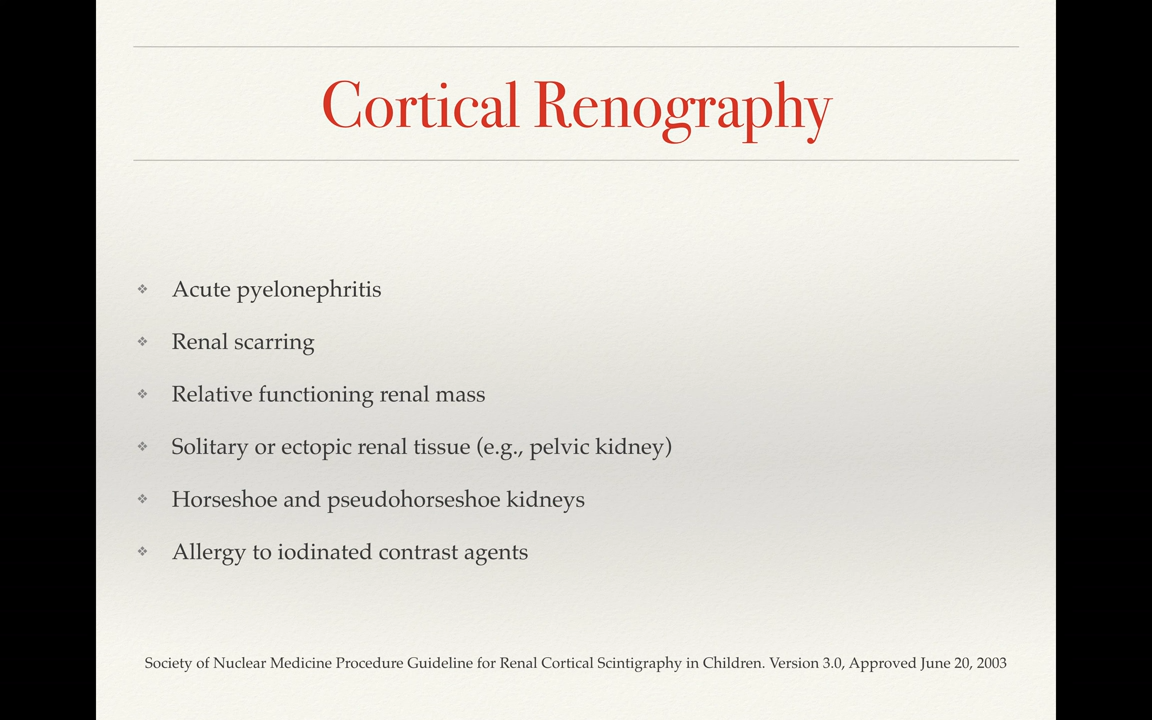 Cortical Renography
Acute pyelonephritis
Renal scarring
Relative functioning renal mass
Solitary or ectopic renal tissue (e.g., pelvic kidney)
Horseshoe and pseudohorseshoe kidneys
Allergy to iodinated contrast agents
Society of Nuclear Medicine Procedure Guideline for Renal Cortical Scintigraphy in Children. Version 3.0, Approved June 20, 2003